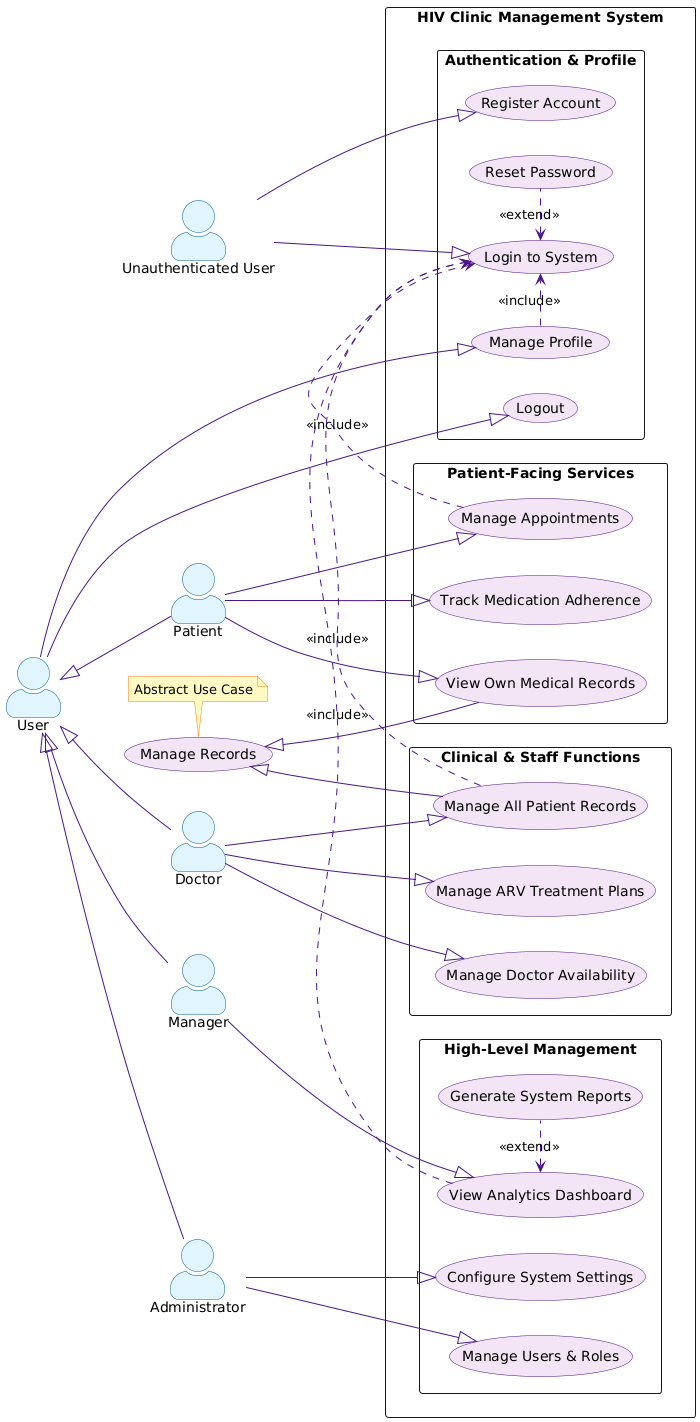 HIV Clinic Management System
Authentication & Profile
Register Account
Reset Password
«extend»
Login to System
Unauthenticated User
«include»
Manage Profile
Logout
«include»
Patient-Facing Services
Manage Appointments
Track Medication Adherence
Patient
«include»
View Own Medical Records
User
Abstract Use Case
«include»
Manage Records
Clinical & Staff Functions
Manage All Patient Records
Doctor
Manage ARV Treatment Plans
Manage Doctor Availability
Manager
High-Level Management
Generate System Reports
«extend»
View Analytics Dashboard
Configure System Settings
Administrator
Manage Users & Roles